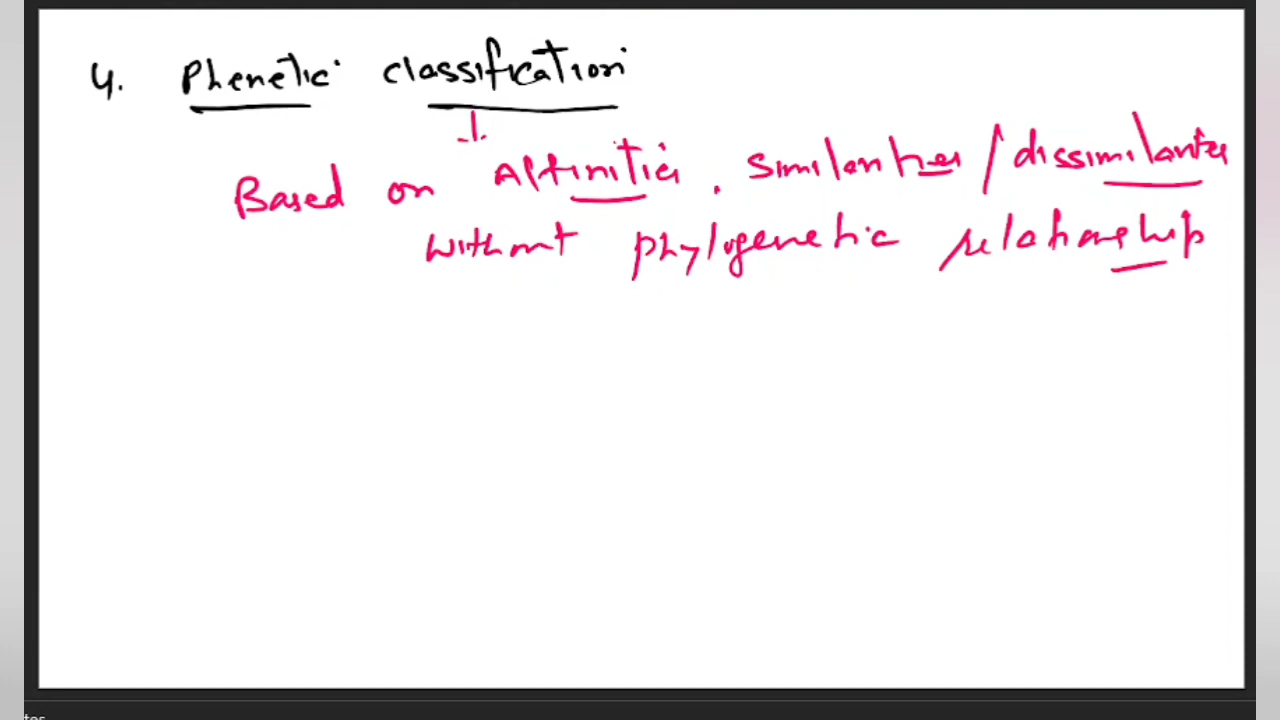 4. Phenetic classification
Based on Affinities, similarities / dissimilarities
without phylogenetic relationship